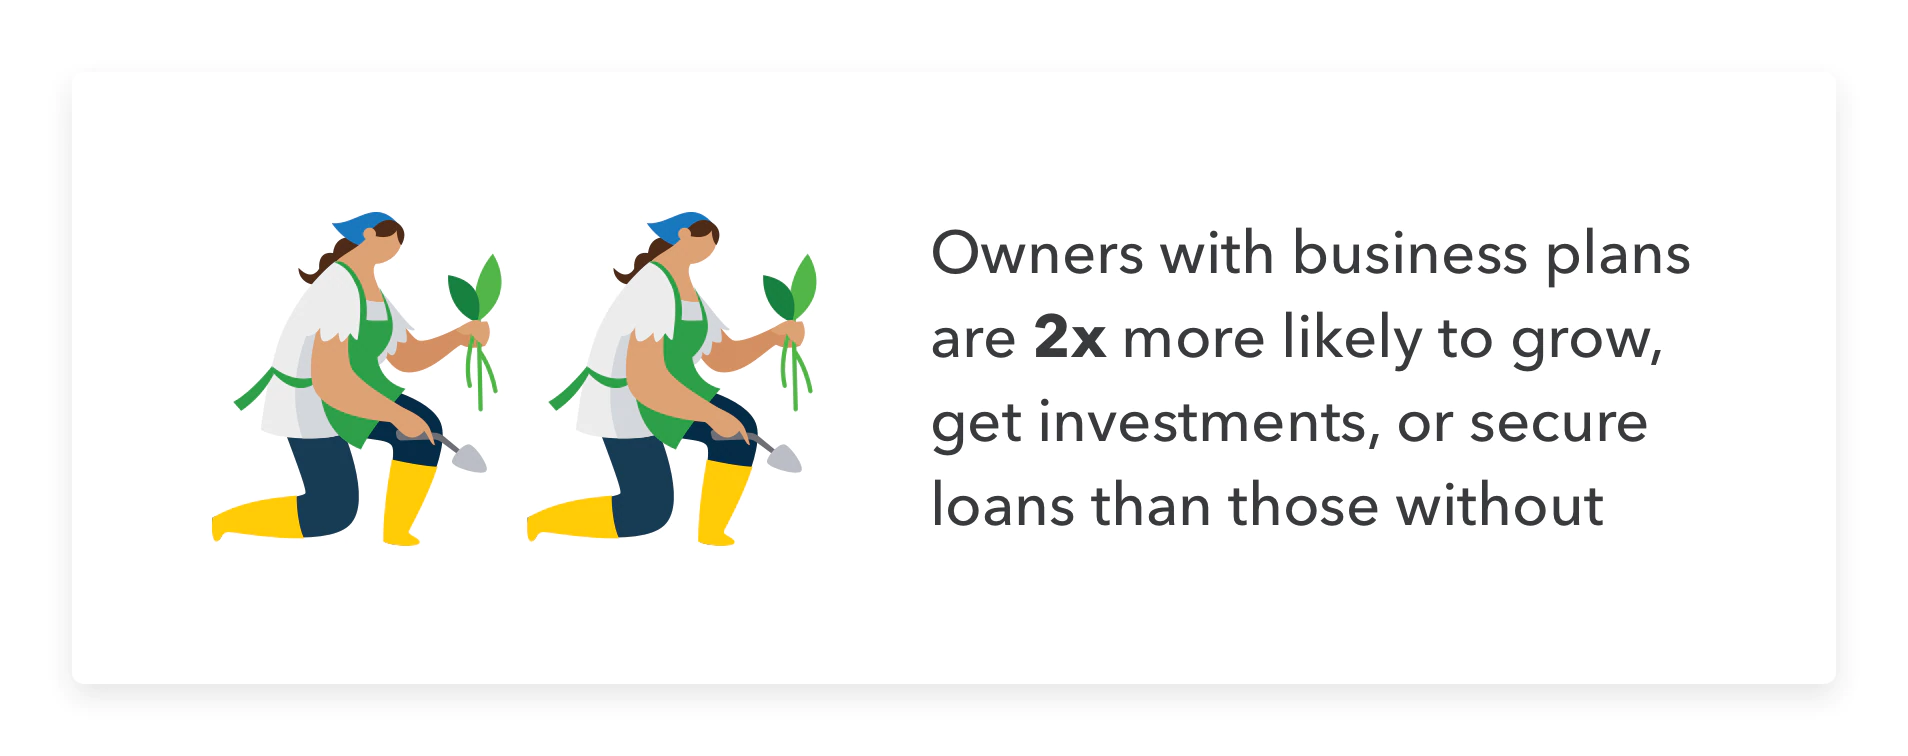 Owners with business plans
are 2x more likely to grow,
get investments, or secure
loans than those without